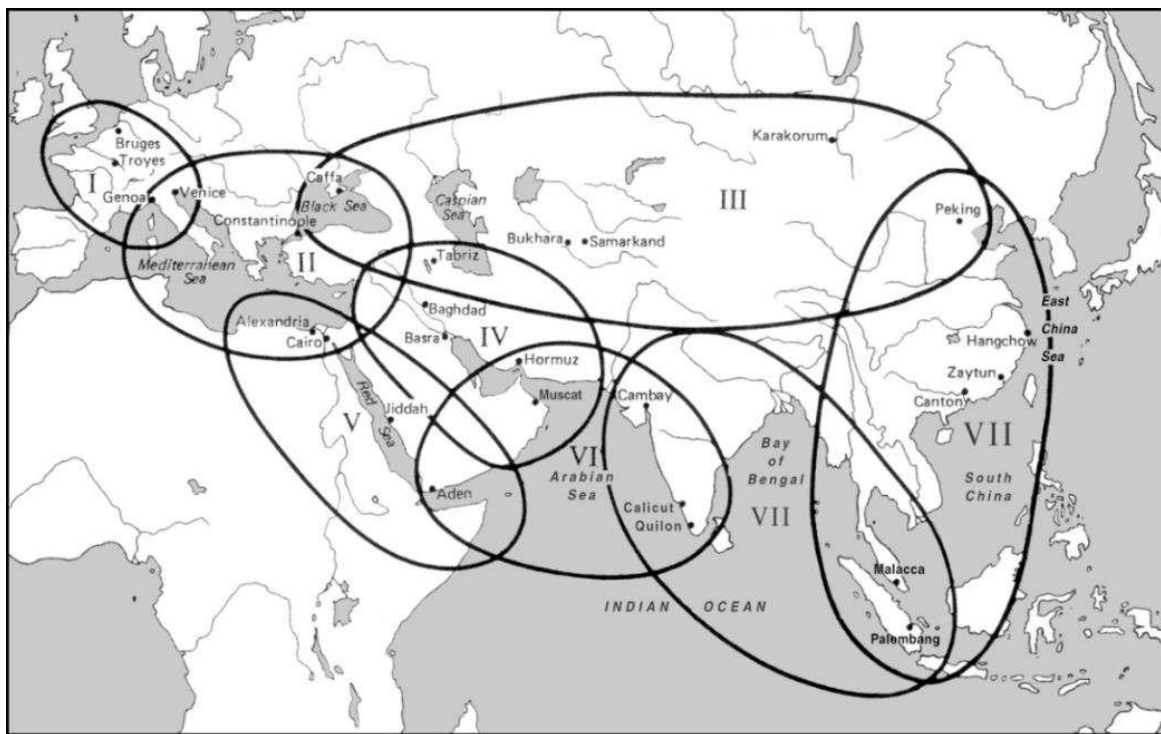 Karakorum
Bruges
Troyes
I
Genoa
Venice
Caffa
Black Sea
Caspian
Sea
III
Peking
Constantinople
Bukhara
Samarkand
II
Tabriz
Mediterranean
Sea
Baghdad
East
China
Sea
Alexandria
Cairo
Basra
IV
Hangchow
Hormuz
Zaytun
Red
Sea
Jiddah
Muscat
Cambay
Canton
V
VI
Arabian
Sea
Bay
of
Bengal
VII
South
China
Aden
Calicut
Quilon
VII
Malacca
INDIAN OCEAN
Palembang